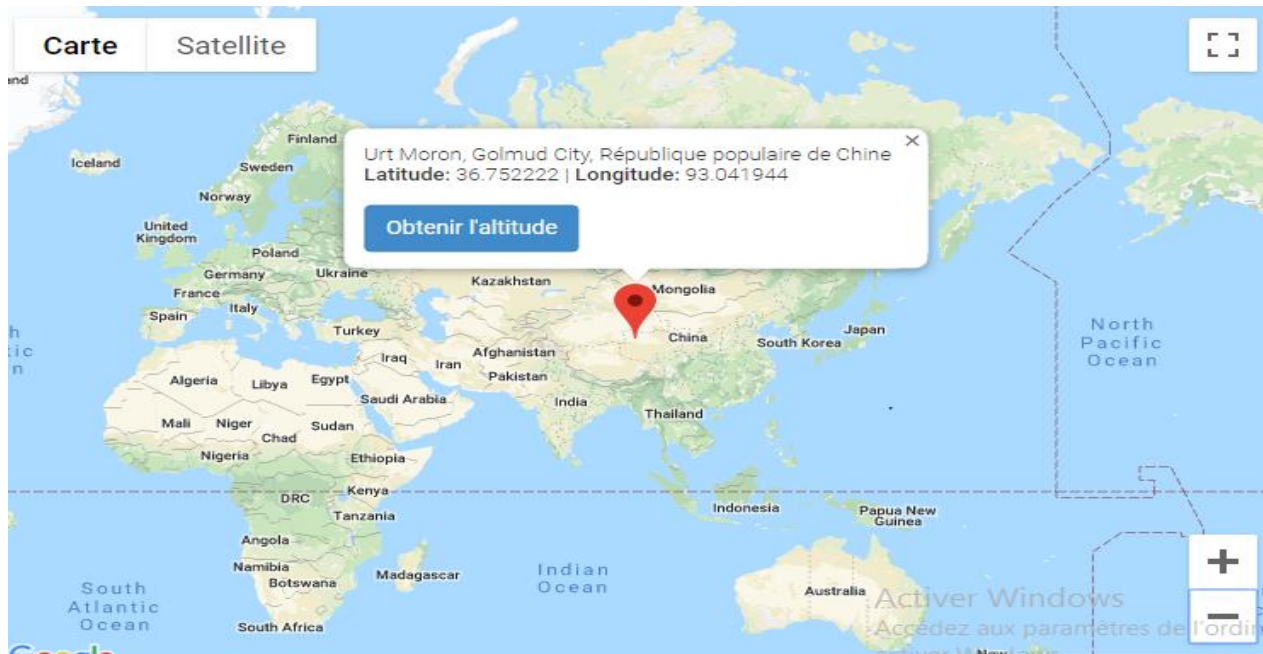 Carte Satellite
Urt Moron, Golmud City, République populaire de Chine
Latitude: 36.752222 | Longitude: 93.041944
Obtenir l'altitude
Iceland
Finland
Sweden
Norway
United
Kingdom
Poland
Germany
Ukraine
France
Spain
Italy
Turkey
Kazakhstan
Mongolia
China
South Korea
Japan
North
Pacific
Ocean
Iraq
Iran
Afghanistan
Pakistan
Algeria
Libya
Egypt
Saudi Arabia
India
Thailand
Mali
Niger
Chad
Sudan
Nigeria
Ethiopia
DRC
Kenya
Tanzania
Indonesia
Papua New
Guinea
Angola
Namibia
Botswana
Madagascar
Indian
Ocean
Australia
South
Atlantic
Ocean
South Africa
Activer Windows
Accédez aux paramètres de l'ordin